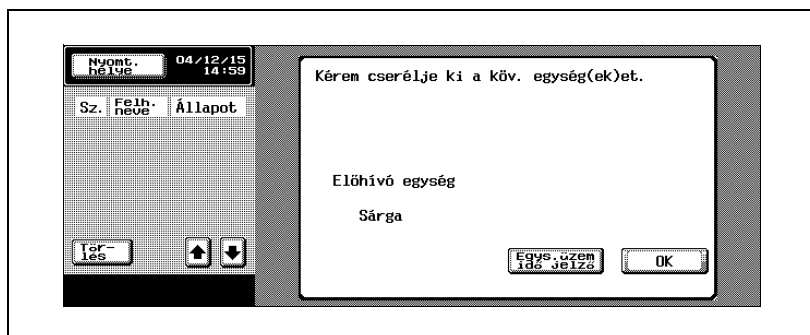 Nyomt.
helye
04/12/15
14:59
Sz. Felh. neve Állapot
Kérem cserélje ki a köv. egység(ek)et.
Előhívó egység
Sárga
Tör-
lés
Egys.üzem
idő jelző
OK